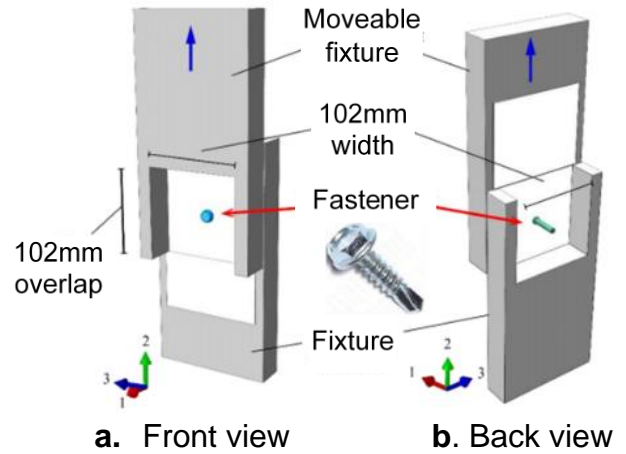 Moveable
fixture
102mm
width
Fastener
102mm
overlap
Fixture
2
3
1
2
1
3
a. Front view
b. Back view